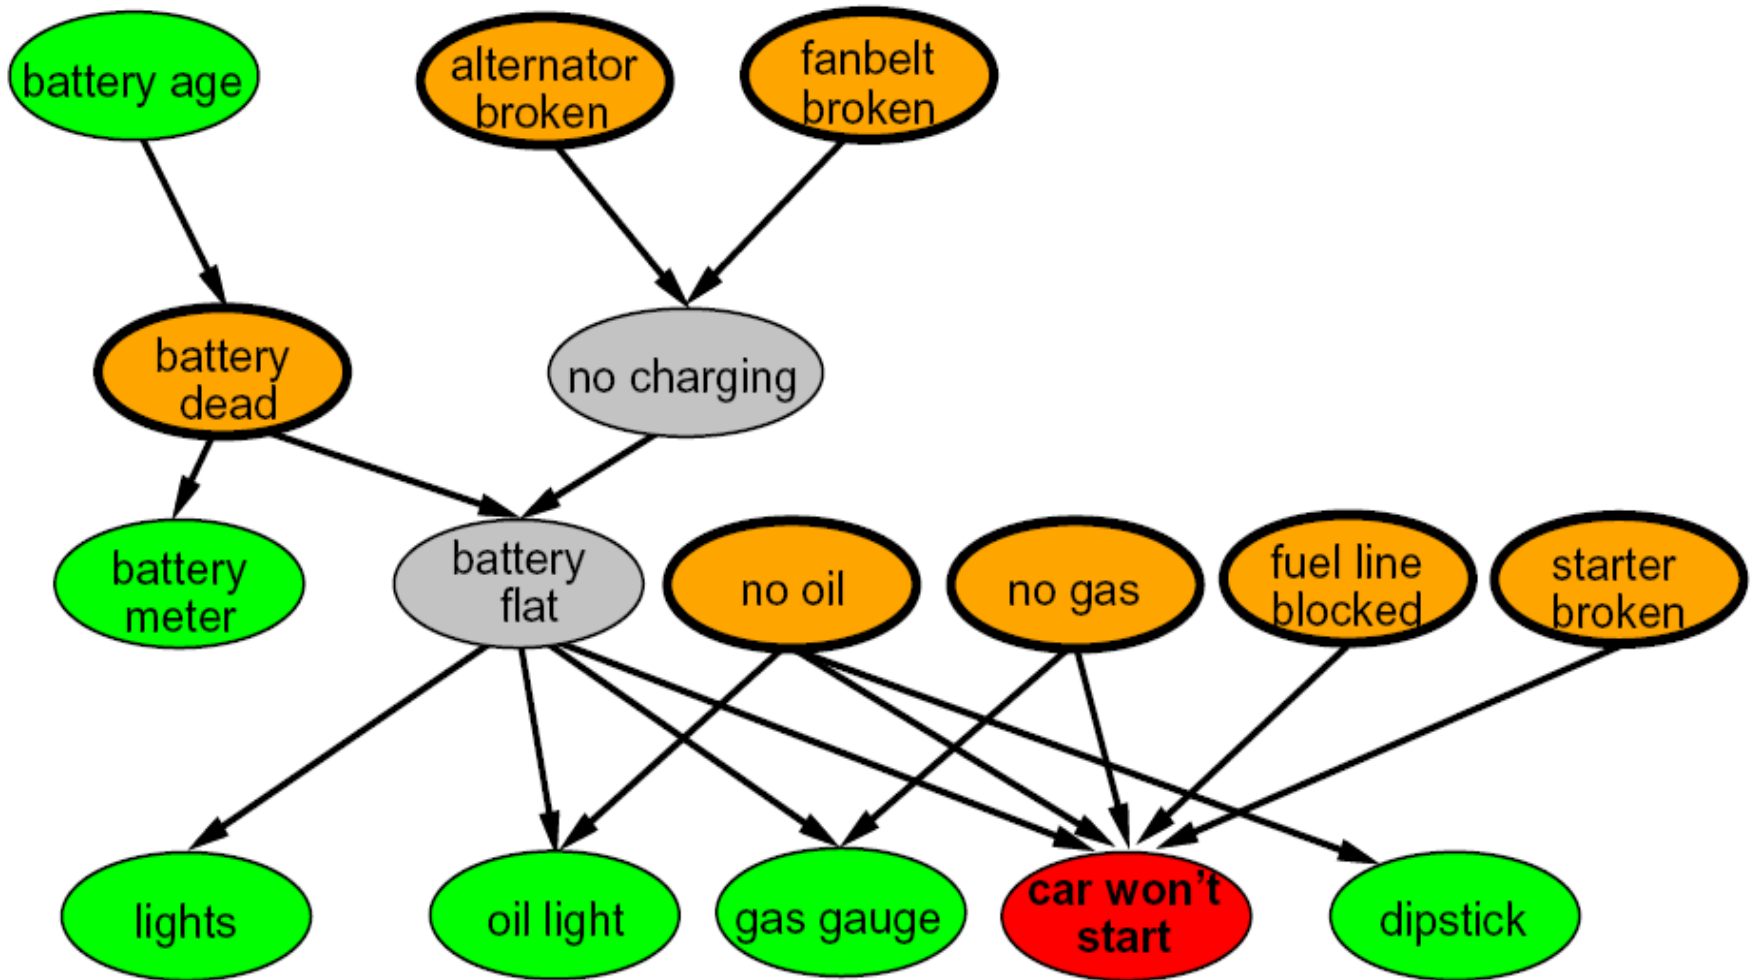 battery age
alternator
broken
fanbelt
broken
battery
dead
no charging
battery
meter
battery
flat
no oil
no gas
fuel line
blocked
starter
broken
lights
oil light
gas gauge
car won't
start
dipstick